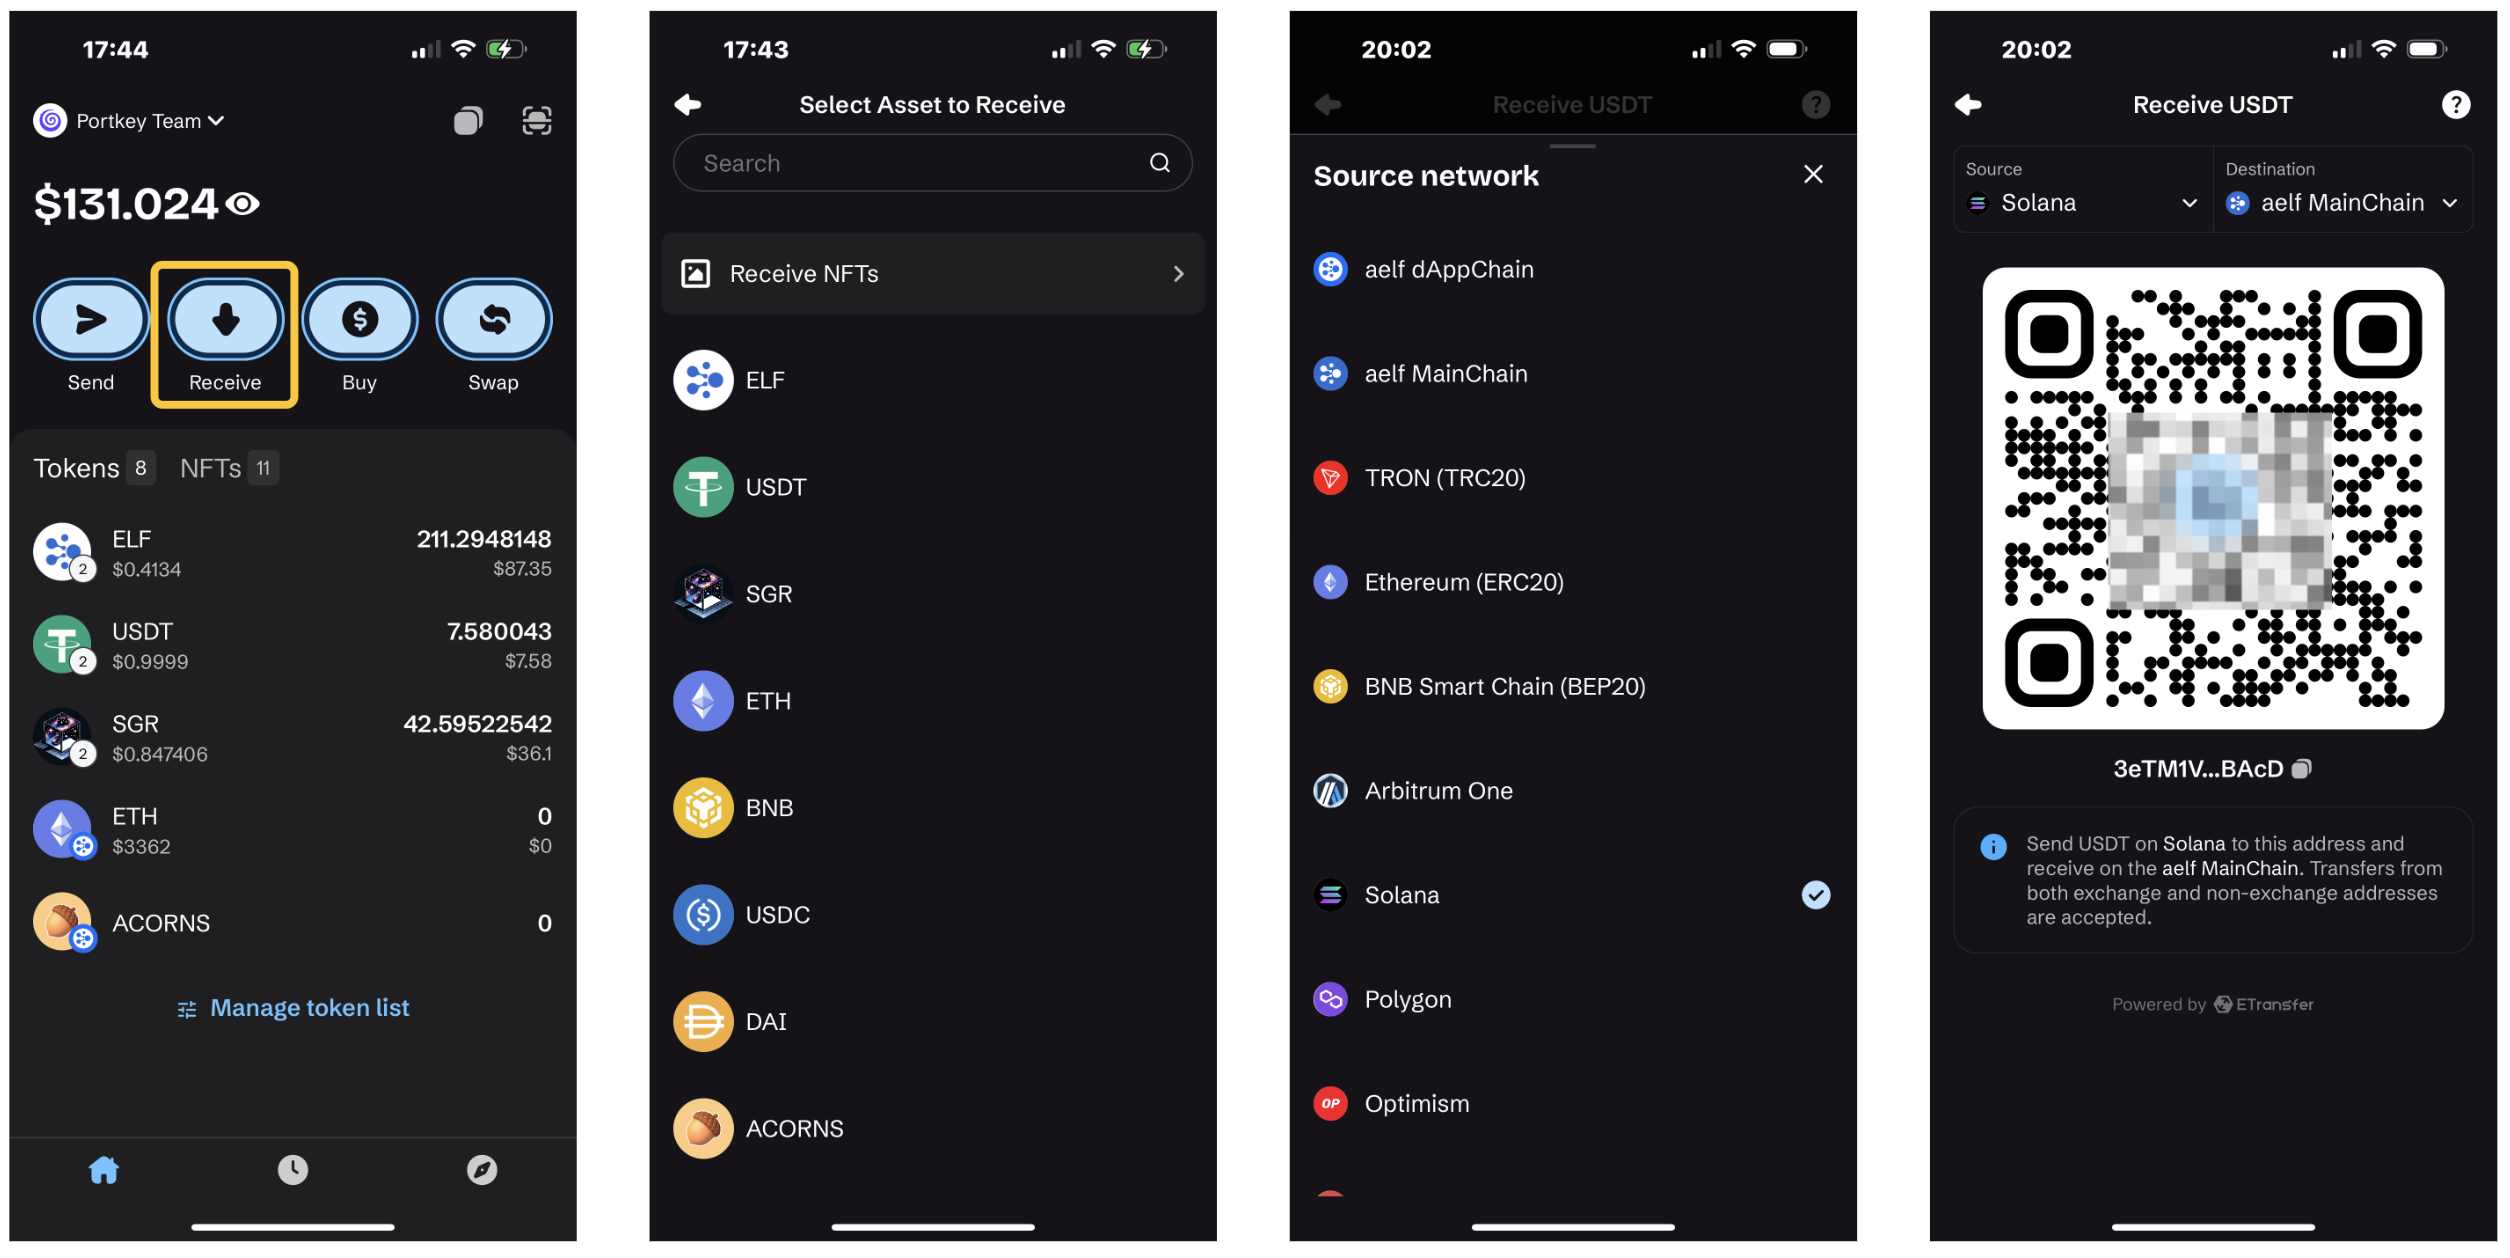 17:44
Portkey Team
$131.024
Send Receive Buy Swap
Tokens 8 NFTs 11
ELF 211.2948148
2 $0.4134 $87.35
USDT 7.580043
2 $0.9999 $7.58
SGR 42.59522542
2 $0.847406 $36.1
ETH 0
$3362 $0
ACORNS 0
Manage token list
17:43
Select Asset to Receive
Search
Receive NFTs
ELF
USDT
SGR
ETH
BNB
USDC
DAI
ACORNS
20:02
Receive USDT ?
Source network
aelf dAppChain
aelf MainChain
TRON (TRC20)
Ethereum (ERC20)
BNB Smart Chain (BEP20)
Arbitrum One
Solana
Polygon
OP Optimism
20:02
Receive USDT ?
Source Destination
Solana aelf MainChain
3eTM1V...BAcD
Send USDT on Solana to this address and
receive on the aelf MainChain. Transfers from
both exchange and non-exchange addresses
are accepted.
Powered by ETransfer